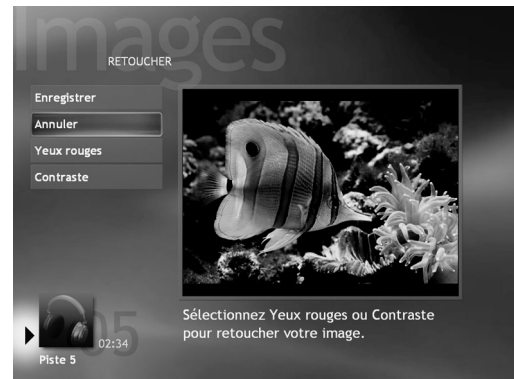 Images
RETOUCHER
Enregistrer
Annuler
Yeux rouges
Contraste
Sélectionnez Yeux rouges ou Contraste
pour retoucher votre image.
05
02:34
Piste 5